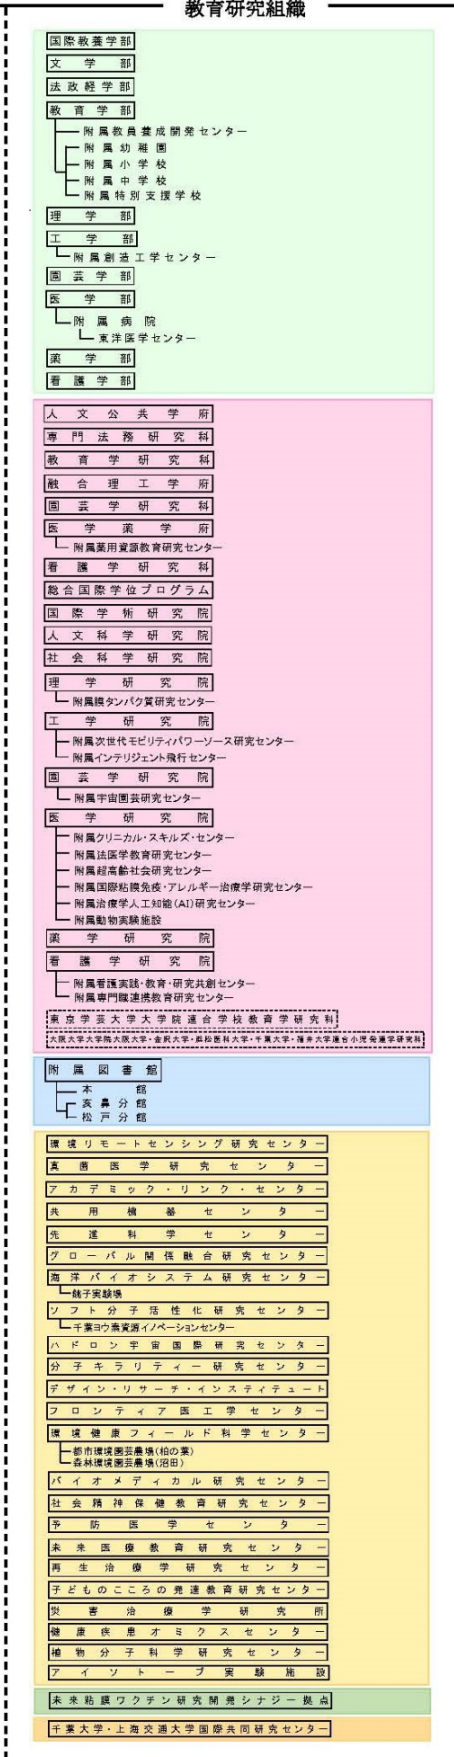 教育研究組織
国際教養学部
文学部
法政経学部
教育学部
附属教員養成開発センター
附属幼稚園
附属小学校
附属中学校
附属特別支援学校
理学部
工学部
附属創造工学センター
園芸学部
医学部
附属病院
東洋医学センター
薬学部
看護学部
人文公共学府
専門法務研究科
教育学研究科
融合理工学府
園芸学研究科
医学薬学府
附属薬用資源教育研究センター
看護学研究科
総合国際学位プログラム
国際学術研究院
人文科学研究院
社会科学研究院
理学研究院
附属膜タンパク質研究センター
工学研究院
附属次世代モビリティパワーソース研究センター
附属インテリジェント飛行センター
園芸学研究院
附属宇宙園芸研究センター
医学研究院
附属クリニカル・スキルズ・センター
附属法医学教育研究センター
附属超高齢社会研究センター
附属国際粘膜免疫・アレルギー治療学研究センター
附属治療学人工知能(AI)研究センター
附属動物実験施設
薬学研究院
看護学研究院
附属看護実践・教育・研究共創センター
附属専門職連携教育研究センター
東京学芸大学大学院連合学校教育学研究科
大阪大学大学院大阪大学・金沢大学・浜松医科大学・千葉大学・福井大学連合小児発達学研究科
附属図書館
本館
亥鼻分館
松戸分館
環境リモートセンシング研究センター
真菌医学研究センター
アカデミック・リンク・センター
共用機器センター
先進科学センター
グローバル関係融合研究センター
海洋バイオシステム研究センター
銚子実験場
ソフト分子活性化研究センター
千葉ヨウ素資源イノベーションセンター
ハドロン宇宙国際研究センター
分子キラリティー研究センター
デザイン・リサーチ・インスティテュート
フロンティア医工学センター
環境健康フィールド科学センター
都市環境園芸農場(柏の葉)
森林環境園芸農場(沼田)
バイオメディカル研究センター
社会精神保健教育研究センター
予防医学センター
未来医療教育研究センター
再生治療学研究センター
子どものこころの発達教育研究センター
災害治療学研究所
健康疾患オミクスセンター
植物分子科学研究センター
アイソトープ実験施設
未来粘膜ワクチン研究開発シナジー拠点
千葉大学・上海交通大学国際共同研究センター